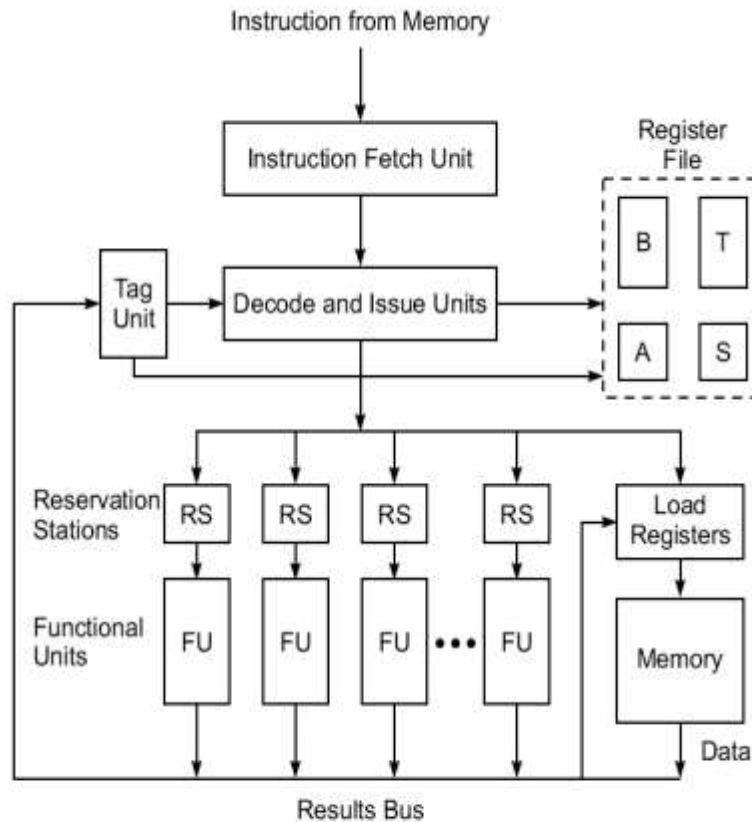 Instruction from Memory
Instruction Fetch Unit
Register
File
B
T
Tag
Unit
Decode and Issue Units
A
S
Reservation
Stations
RS
RS
RS
RS
Load
Registers
Functional
Units
FU
FU
FU
FU
Memory
Data
Results Bus